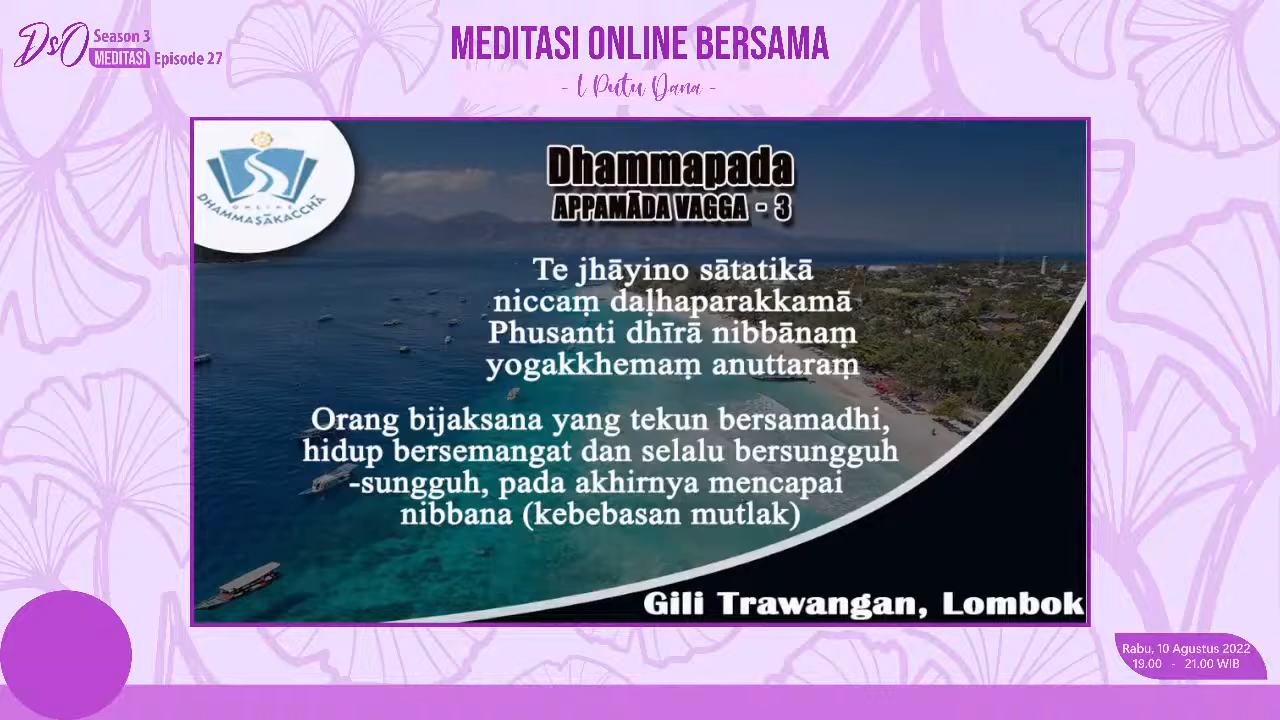 DsO Season 3
MEDITASI Episode 27
MEDITASI ONLINE BERSAMA
- I Putu Dana -
ONLINE
DHAMMASĀKACCHĀ
Dhammapada
APPAMĀDA VAGGA - 3
Te jhāyino sātatikā
niccaṃ daḷhaparakkamā
Phusanti dhīrā nibbānaṃ
yogakkhemaṃ anuttaraṃ
Orang bijaksana yang tekun bersamadhi,
hidup bersemangat dan selalu bersungguh
-sungguh, pada akhirnya mencapai
nibbana (kebebasan mutlak)
Gili Trawangan, Lombok
Rabu, 10 Agustus 2022
19.00 - 21.00 WIB